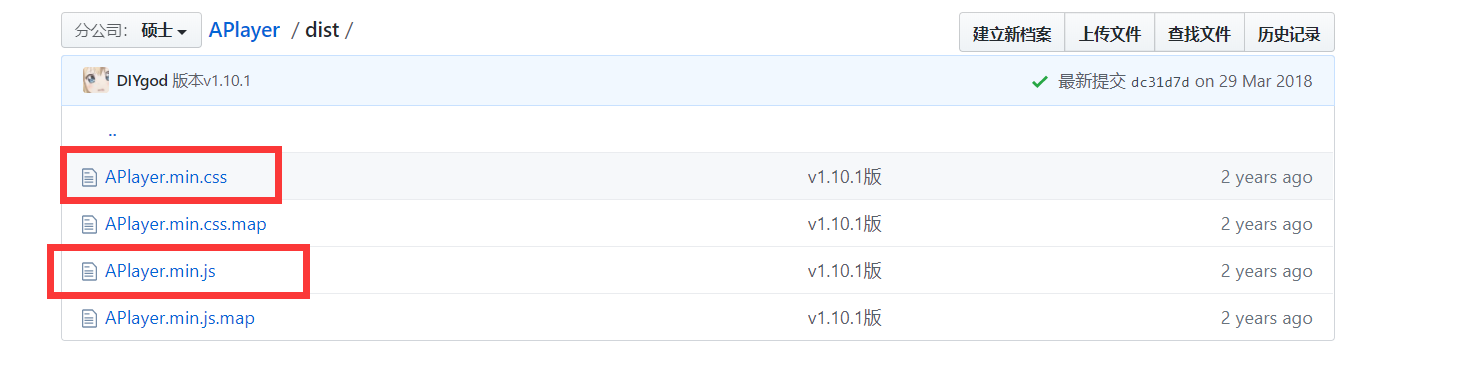 分公司： 硕士 APlayer / dist / 建立新档案 上传文件 查找文件 历史记录
DIYgod 版本v1.10.1 最新提交 dc31d7d on 29 Mar 2018
..
APlayer.min.css v1.10.1版 2 years ago
APlayer.min.css.map v1.10.1版 2 years ago
APlayer.min.js v1.10.1版 2 years ago
APlayer.min.js.map v1.10.1版 2 years ago